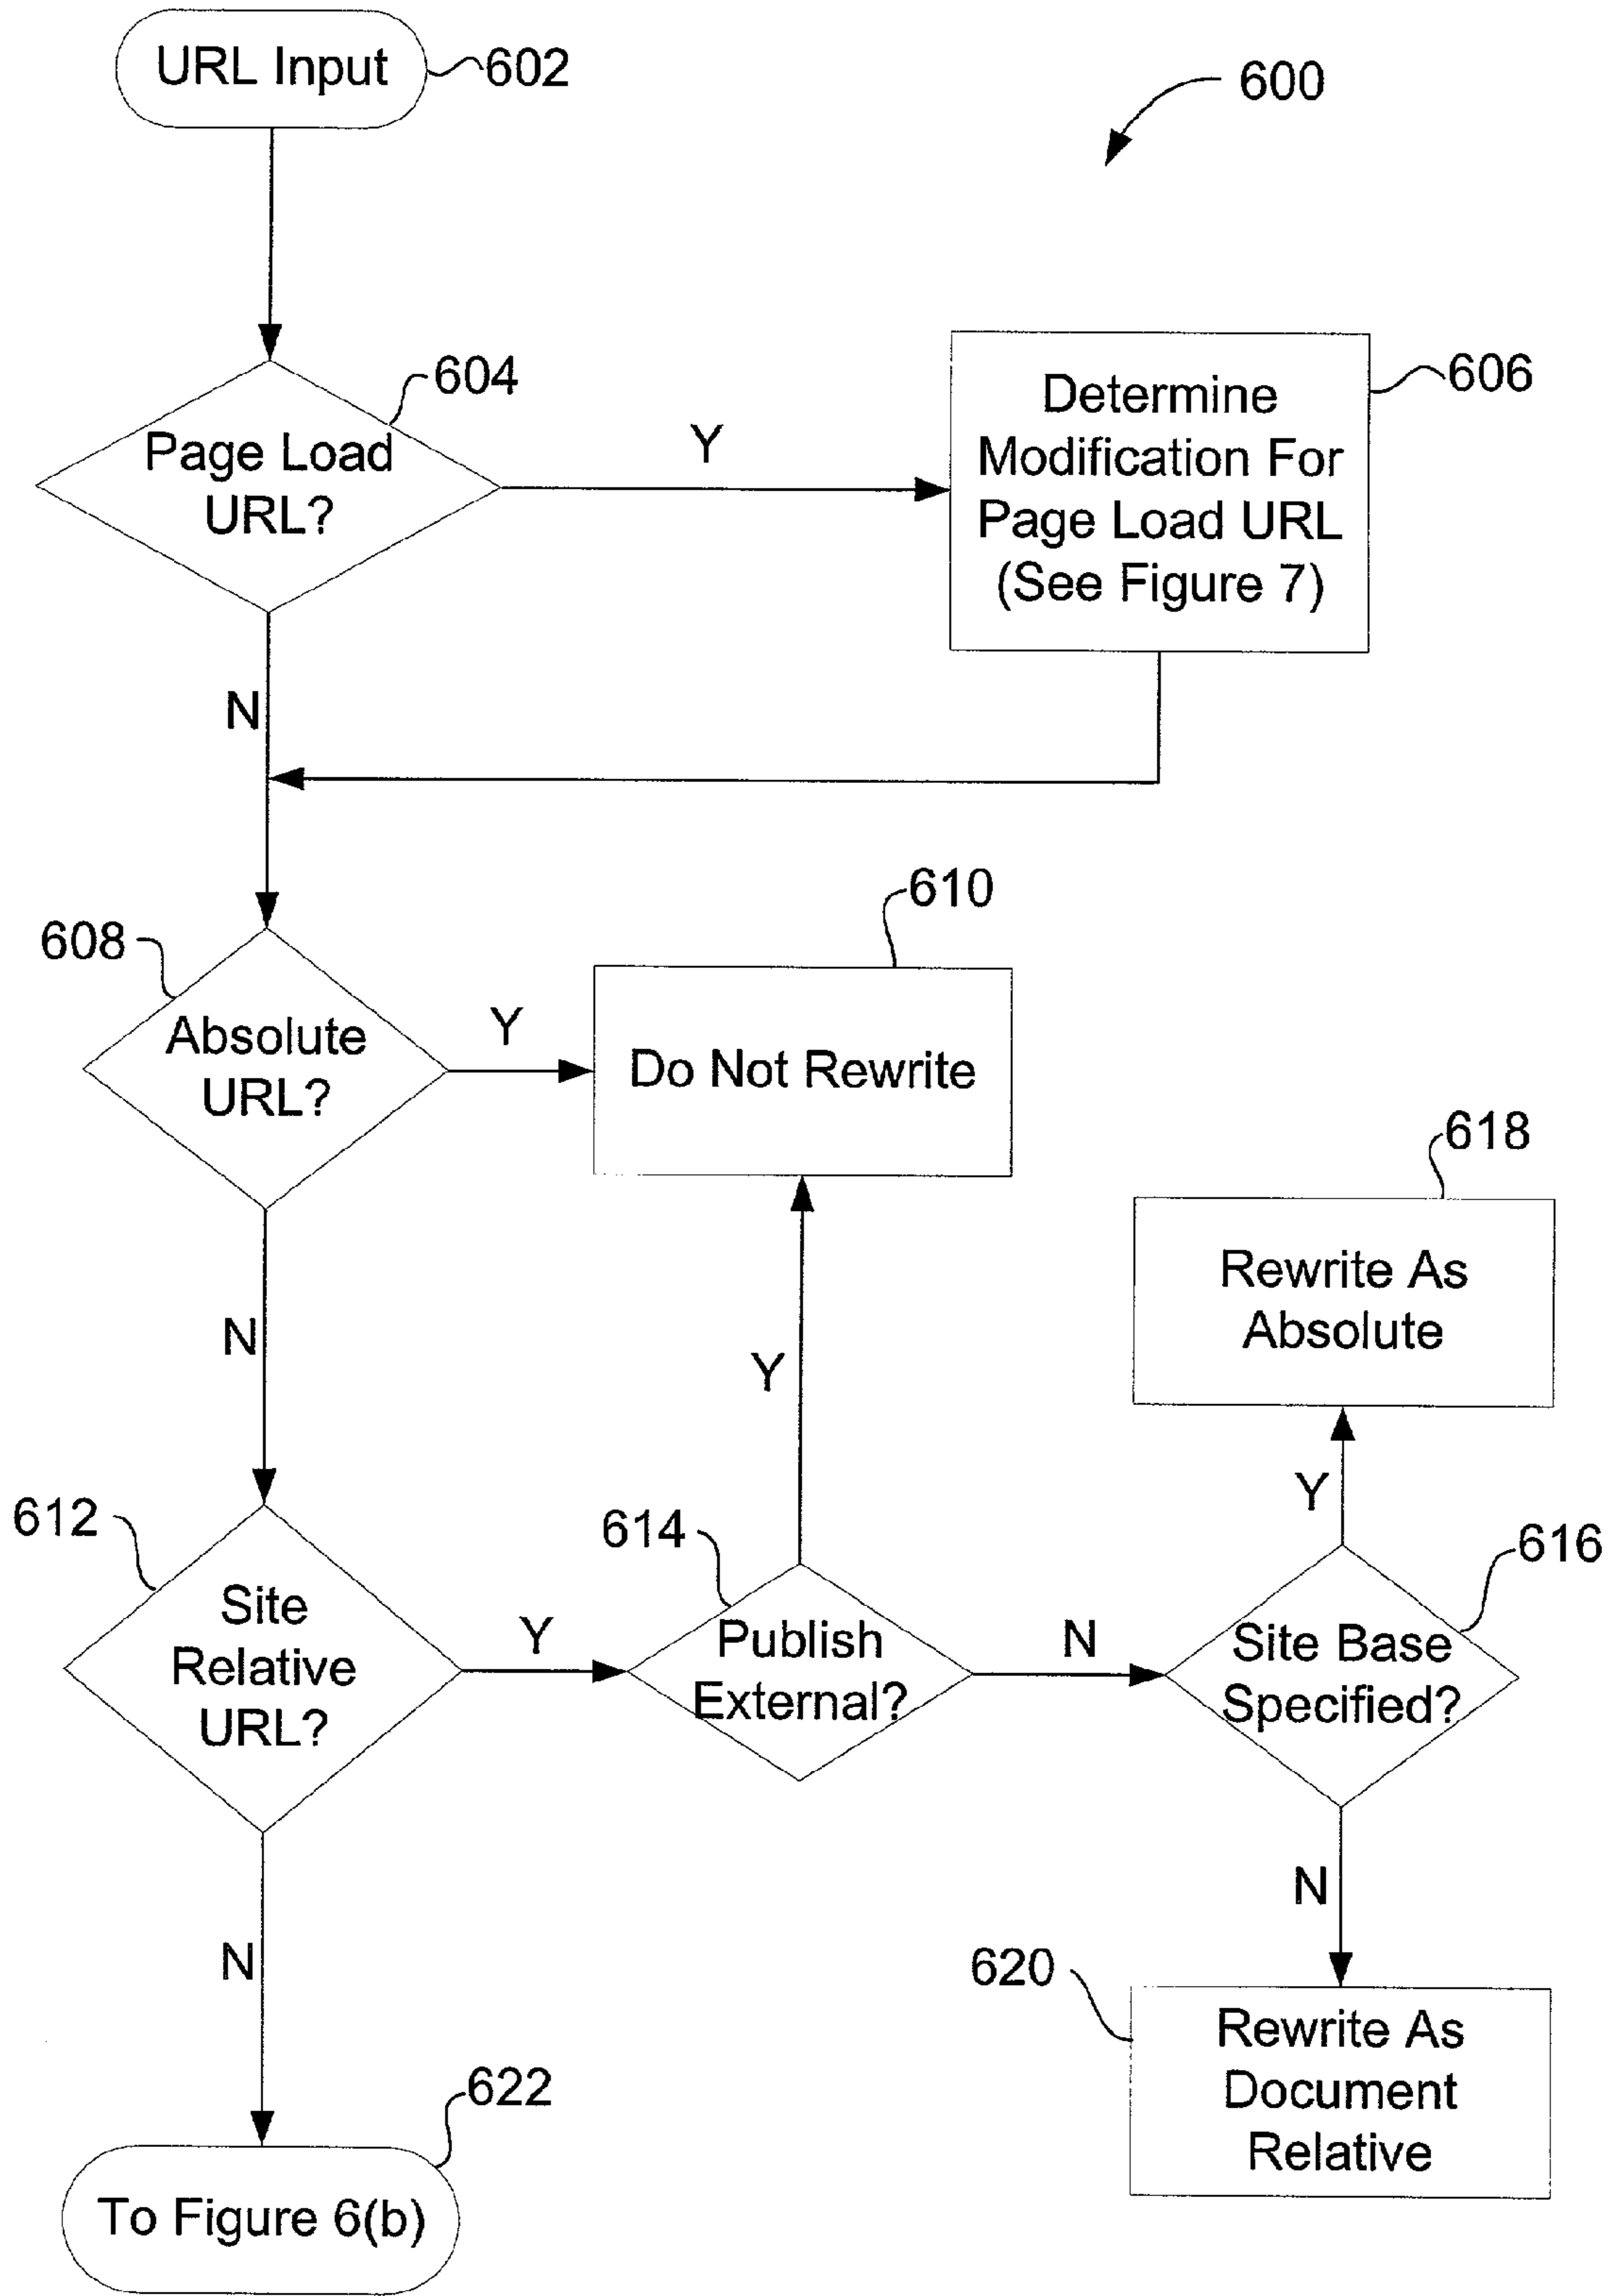 URL Input
602
600
604
Page Load
URL?
Y
Determine
Modification For
Page Load URL
(See Figure 7)
606
N
608
Absolute
URL?
Y
610
Do Not Rewrite
N
618
Rewrite As
Absolute
Y
Y
612
Site
Relative
URL?
Y
614
Publish
External?
N
616
Site Base
Specified?
N
N
620
Rewrite As
Document
Relative
622
To Figure 6(b)